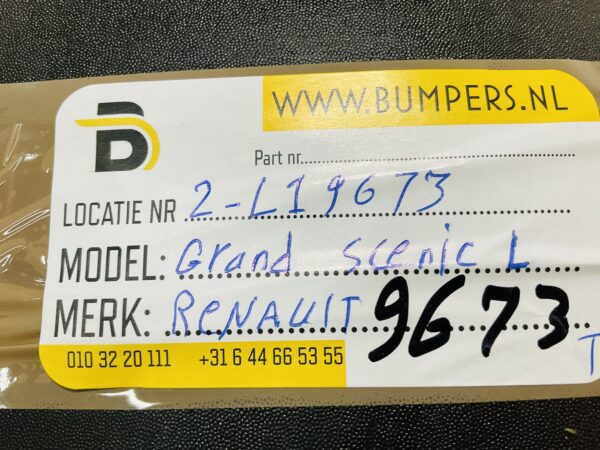 B
WWW.BUMPERS.NL
Part nr.
LOCATIE NR 2-L19673
MODEL: Grand Scenic L
MERK: RENAULT 9673
010 32 20 111 +31 6 44 66 53 55
T